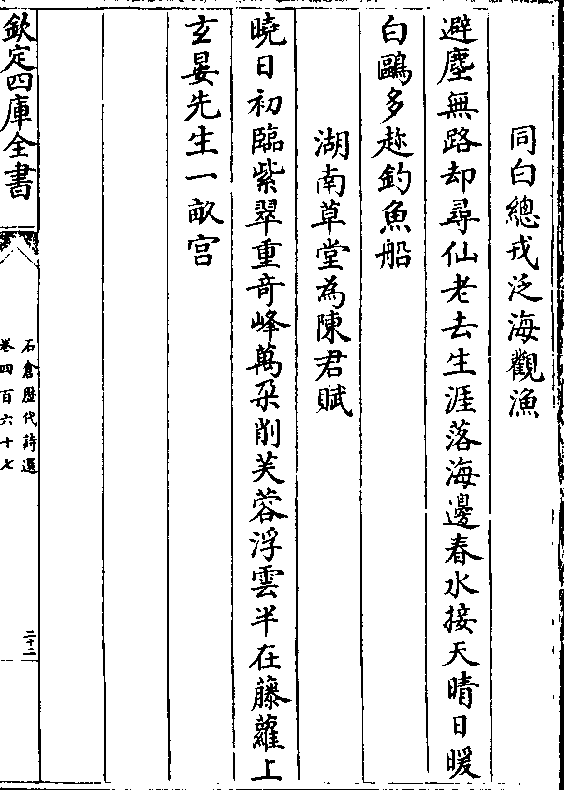 同白總戎泛海觀漁
避塵無路却尋仙老去生涯落海邊春水接天晴日暖
白鷗多趂釣魚船
湖南草堂為陳君賦
曉日初臨紫翠重竒峰萬朶削芙蓉浮雲半在藤蘿上
玄晏先生一畝宫
欽定四庫全書
石倉歷代詩選
卷四百六十七
二十二